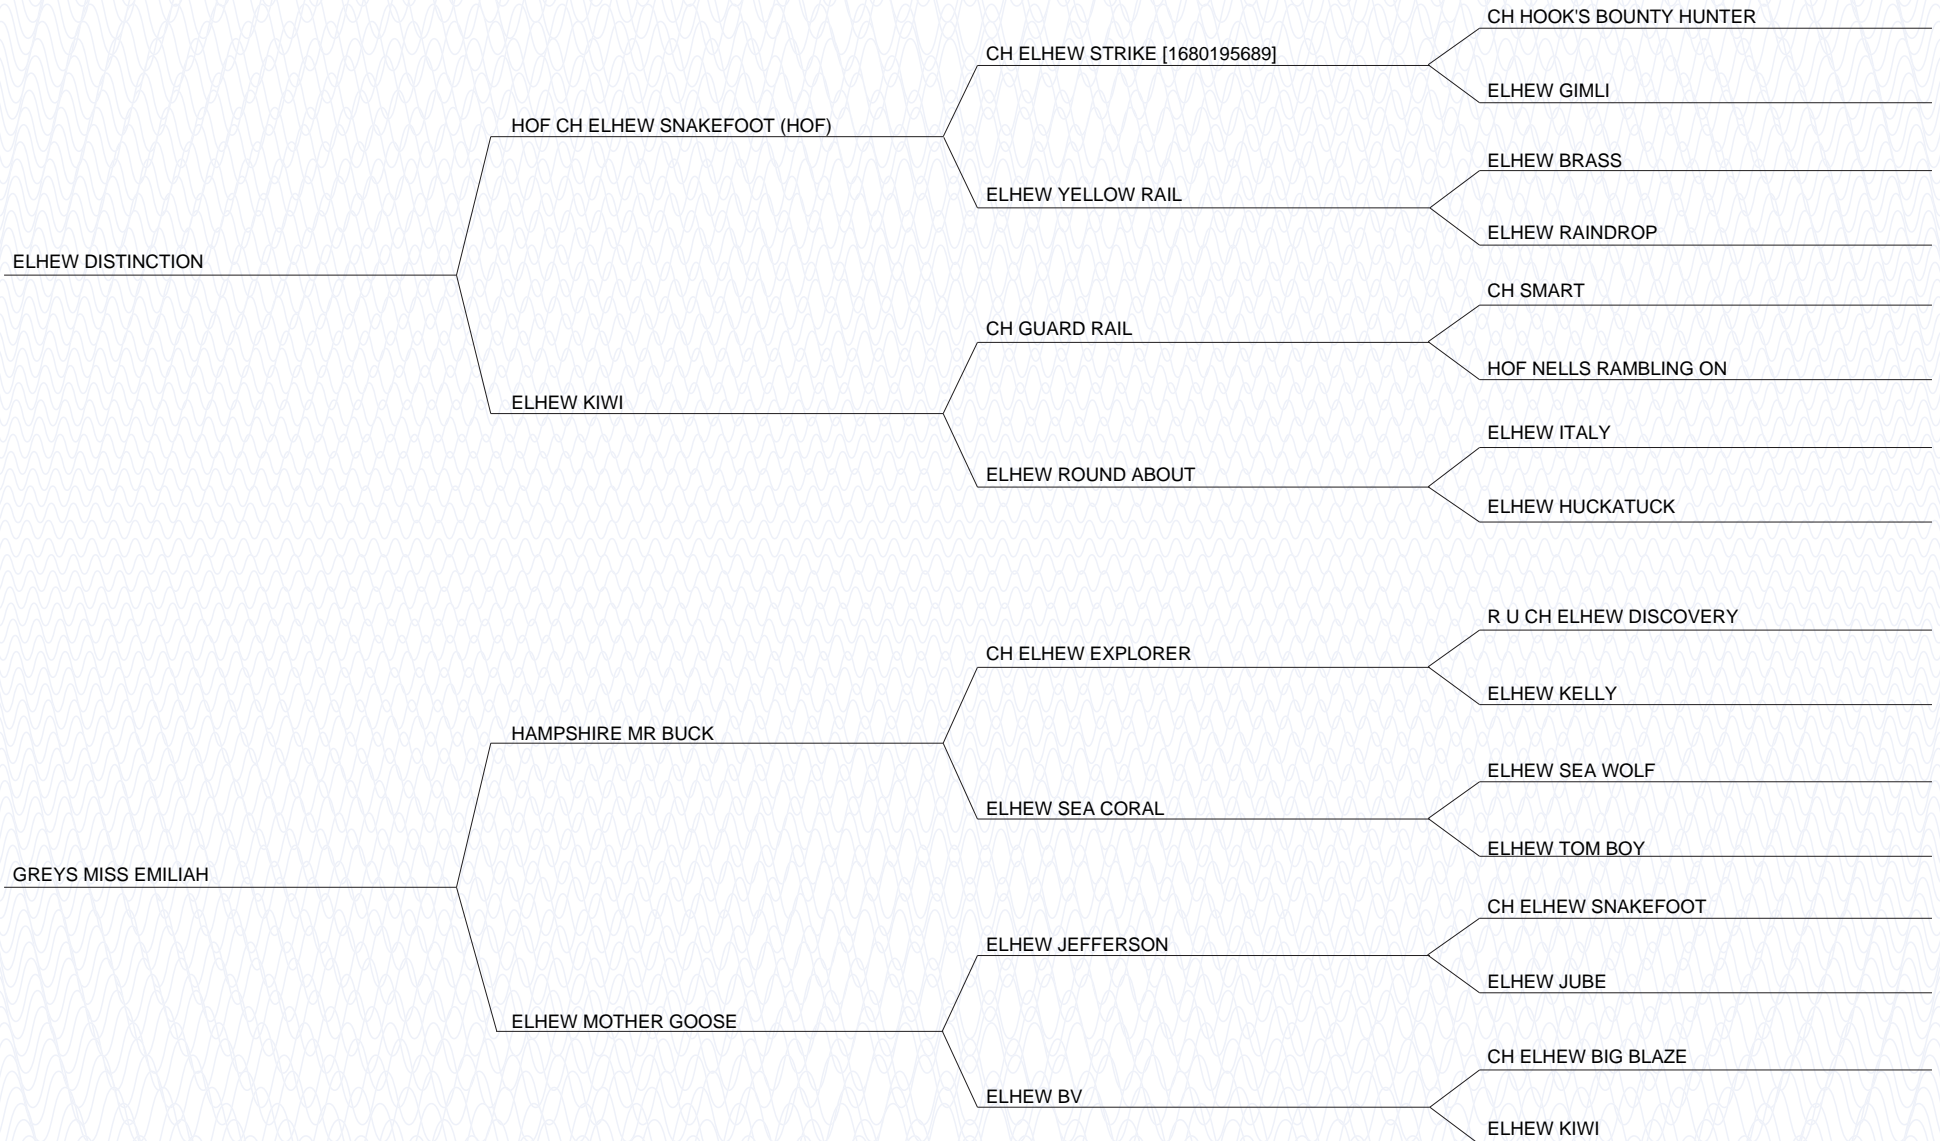 CH HOOK'S BOUNTY HUNTER
CH ELHEW STRIKE [1680195689]
ELHEW GIMLI
HOF CH ELHEW SNAKEFOOT (HOF)
ELHEW BRASS
ELHEW YELLOW RAIL
ELHEW RAINDROP
ELHEW DISTINCTION
CH SMART
CH GUARD RAIL
HOF NELLS RAMBLING ON
ELHEW KIWI
ELHEW ITALY
ELHEW ROUND ABOUT
ELHEW HUCKATUCK
R U CH ELHEW DISCOVERY
CH ELHEW EXPLORER
ELHEW KELLY
HAMPSHIRE MR BUCK
ELHEW SEA WOLF
ELHEW SEA CORAL
ELHEW TOM BOY
GREYS MISS EMILIAH
CH ELHEW SNAKEFOOT
ELHEW JEFFERSON
ELHEW JUBE
ELHEW MOTHER GOOSE
CH ELHEW BIG BLAZE
ELHEW BV
ELHEW KIWI